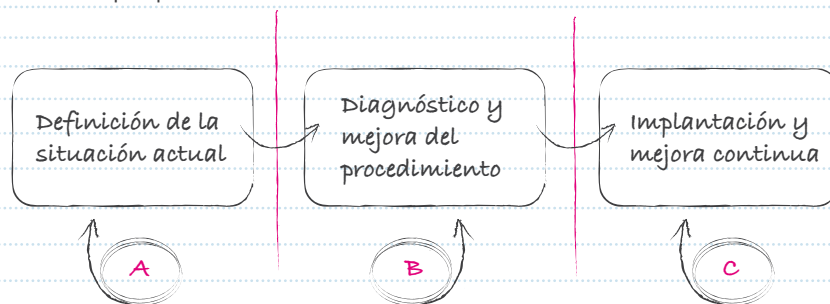 Definición de la
situación actual
Diagnóstico y
mejora del
procedimiento
Implantación y
mejora continua
A
B
C